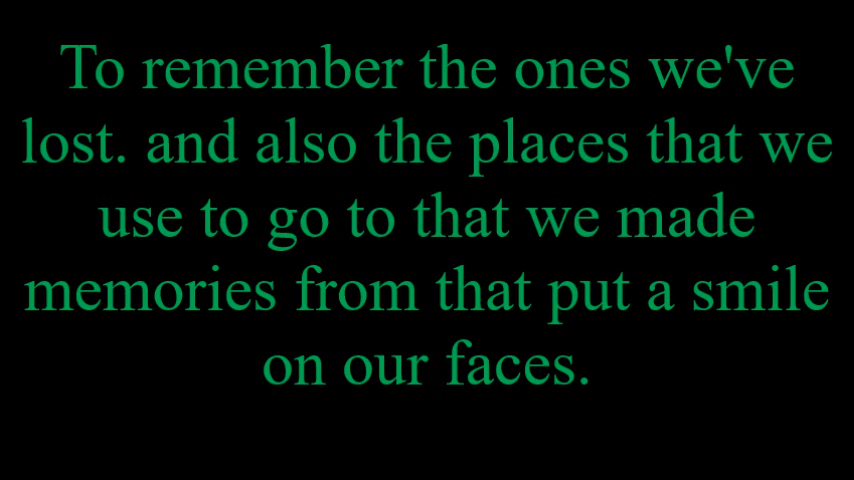 To remember the ones we've
lost. and also the places that we
use to go to that we made
memories from that put a smile
on our faces.